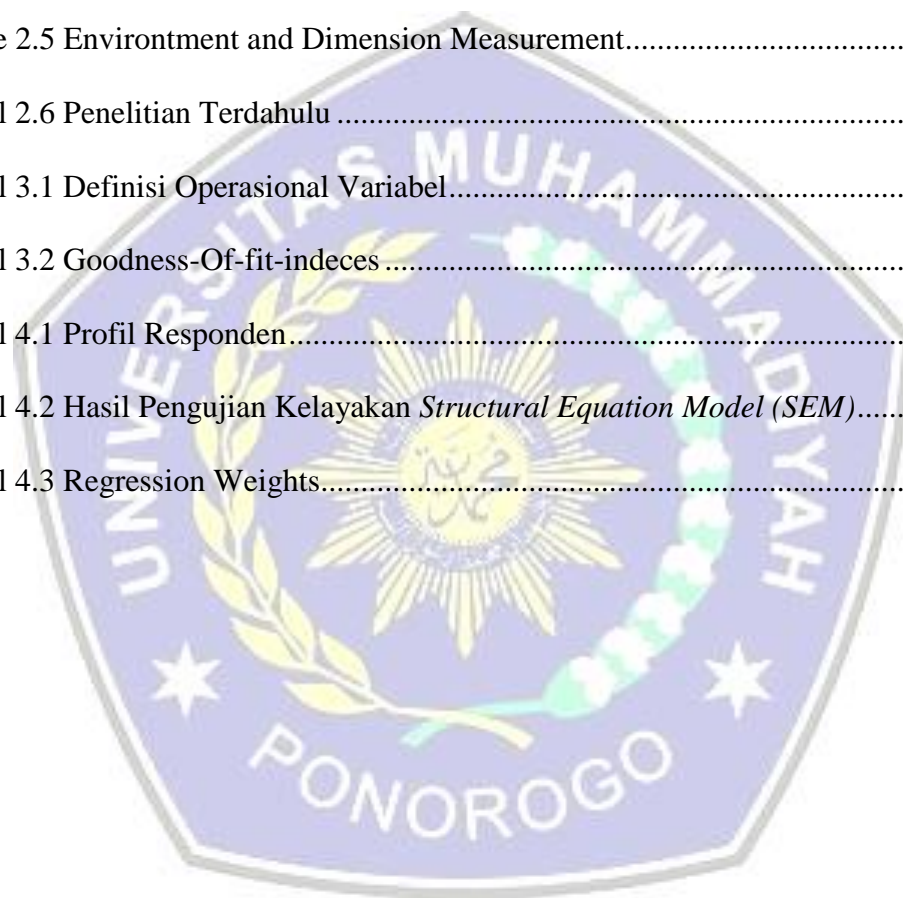 e 2.5 Environtment and Dimension Measurement..................................
l 2.6 Penelitian Terdahulu ......................................................................
l 3.1 Definisi Operasional Variabel.........................................................
l 3.2 Goodness-Of-fit-indeces .................................................................
l 4.1 Profil Responden..............................................................................
l 4.2 Hasil Pengujian Kelayakan Structural Equation Model (SEM)......
l 4.3 Regression Weights..........................................................................
UNIVERSITAS MUHAMMADIYAH
PONOROGO